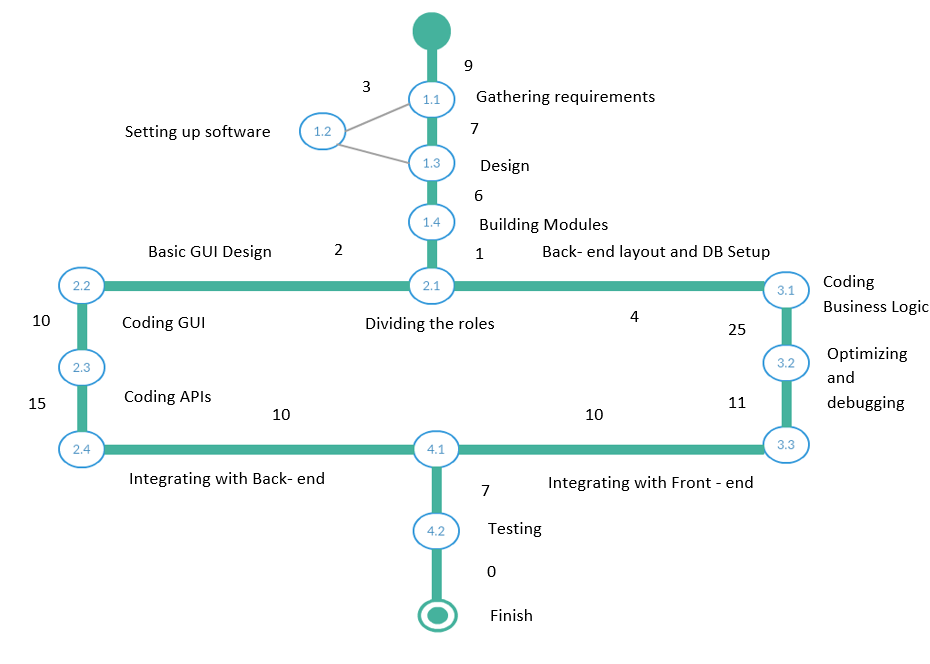 9
3
1.1
Gathering requirements
Setting up software
1.2
7
1.3
Design
6
1.4
Building Modules
Basic GUI Design
2
1
Back- end layout and DB Setup
2.2
2.1
3.1
Coding
Business Logic
10
Coding GUI
Dividing the roles
4
25
2.3
3.2
Optimizing
and
debugging
15
Coding APIs
10
10
11
2.4
4.1
3.3
Integrating with Back- end
Integrating with Front - end
7
4.2
Testing
0
Finish